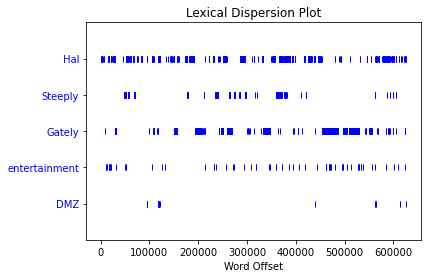 Lexical Dispersion Plot
Hal
Steeply
Gately
entertainment
DMZ
0 100000 200000 300000 400000 500000 600000
Word Offset